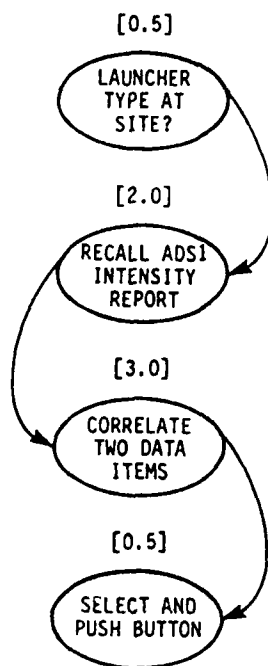 [0.5]
LAUNCHER
TYPE AT
SITE?
[2.0]
RECALL ADS1
INTENSITY
REPORT
[3.0]
CORRELATE
TWO DATA
ITEMS
[0.5]
SELECT AND
PUSH BUTTON